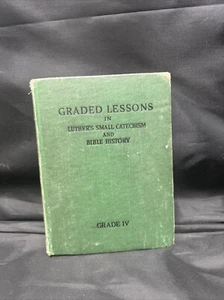 GRADED LESSONS
IN
LUTHER'S SMALL CATECHISM
AND
BIBLE HISTORY
GRADE IV